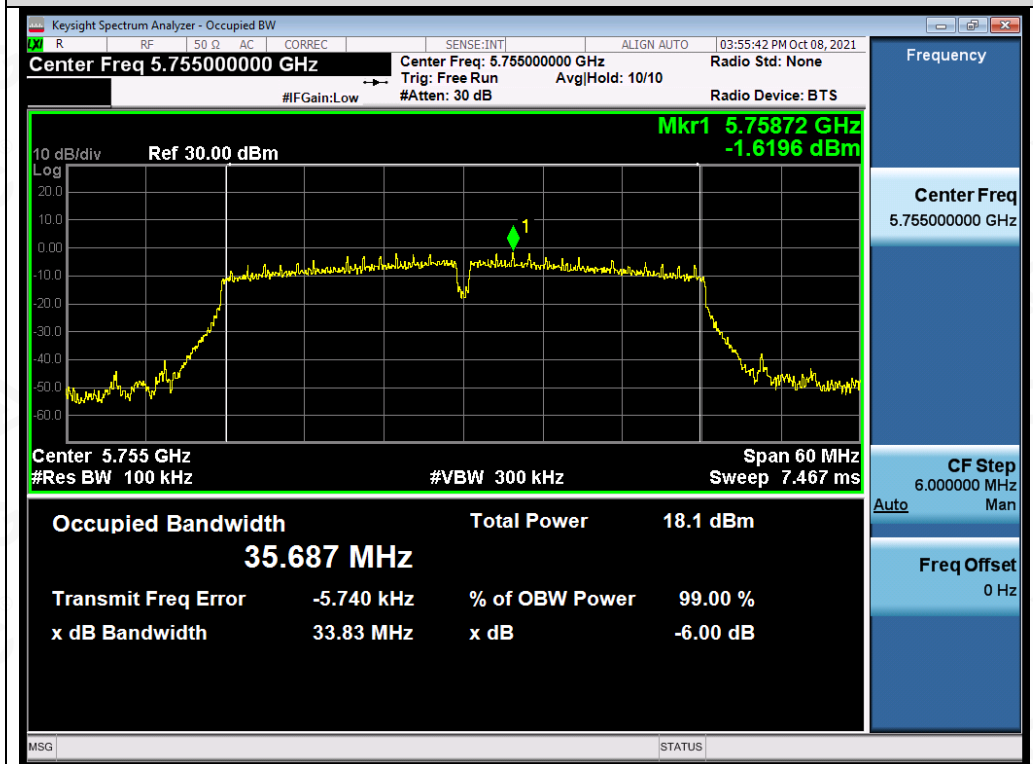 Keysight Spectrum Analyzer - Occupied BW
LXI R RF 50 Ω AC CORREC SENSE:INT ALIGN AUTO 03:55:42 PM Oct 08, 2021
Center Freq 5.755000000 GHz Center Freq: 5.755000000 GHz Radio Std: None
Trig: Free Run Avg|Hold: 10/10
#IFGain:Low #Atten: 30 dB Radio Device: BTS
Frequency
Mkr1 5.75872 GHz
-1.6196 dBm
10 dB/div Ref 30.00 dBm
Log
20.0
10.0
0.00
-10.0
-20.0
-30.0
-40.0
-50.0
-60.0
1
Center 5.755 GHz Span 60 MHz
#Res BW 100 kHz #VBW 300 kHz Sweep 7.467 ms
Center Freq
5.755000000 GHz
CF Step
6.000000 MHz
Auto Man
Freq Offset
0 Hz
Occupied Bandwidth Total Power 18.1 dBm
35.687 MHz
Transmit Freq Error -5.740 kHz % of OBW Power 99.00 %
x dB Bandwidth 33.83 MHz x dB -6.00 dB
MSG STATUS